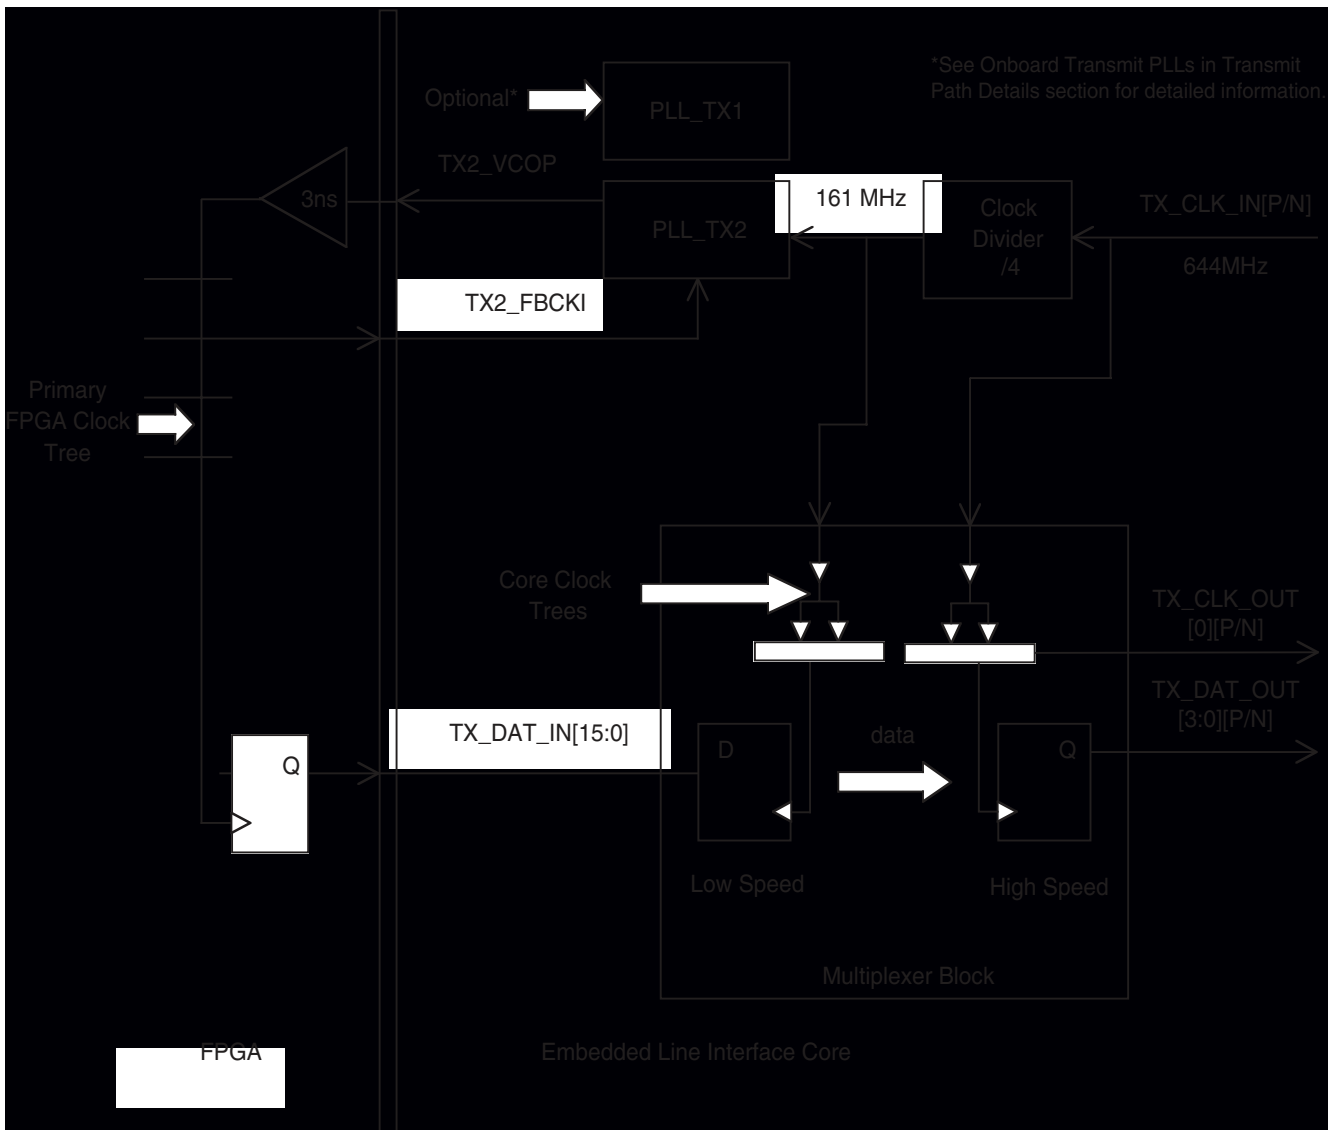 *See Onboard Transmit PLLs in Transmit
Path Details section for detailed information.
Optional*
PLL_TX1
TX2_VCOP
3ns
PLL_TX2
161 MHz
Clock
Divider
/4
TX_CLK_IN[P/N]
644MHz
TX2_FBCKI
Primary
FPGA Clock
Tree
Core Clock
Trees
TX_CLK_OUT
[0][P/N]
TX_DAT_OUT
[3:0][P/N]
TX_DAT_IN[15:0]
Q
D
data
Q
Low Speed
High Speed
Multiplexer Block
FPGA
Embedded Line Interface Core